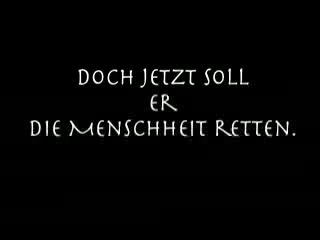 DOCH JETZT SOLL
ER
DIE MENSCHHEIT RETTEN.